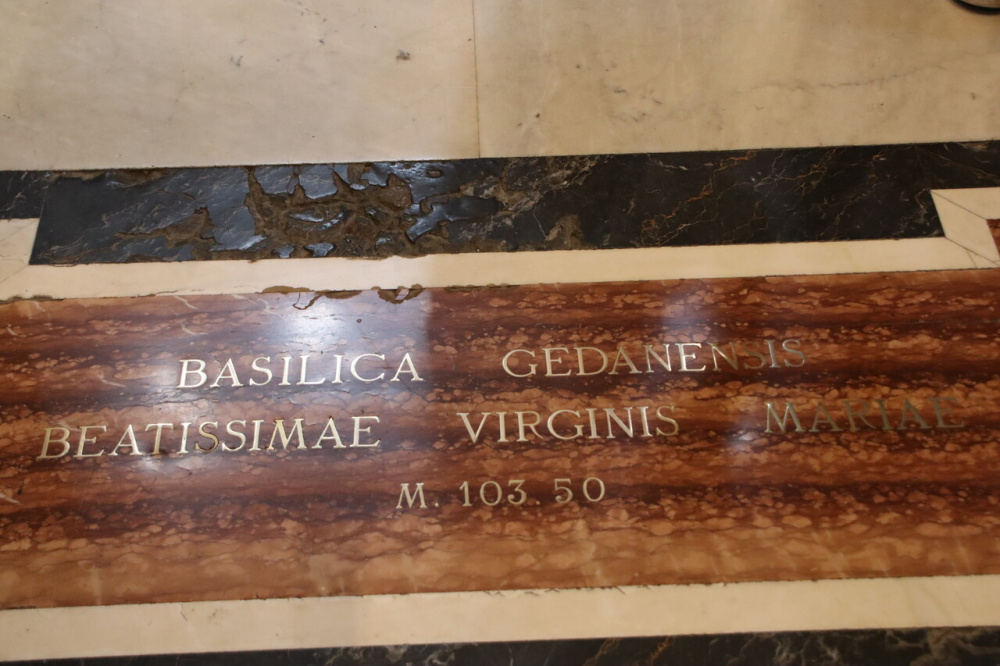 BASILICA GEDANENSIS
BEATISSIMAE VIRGINIS MARIAE
M. 103.50